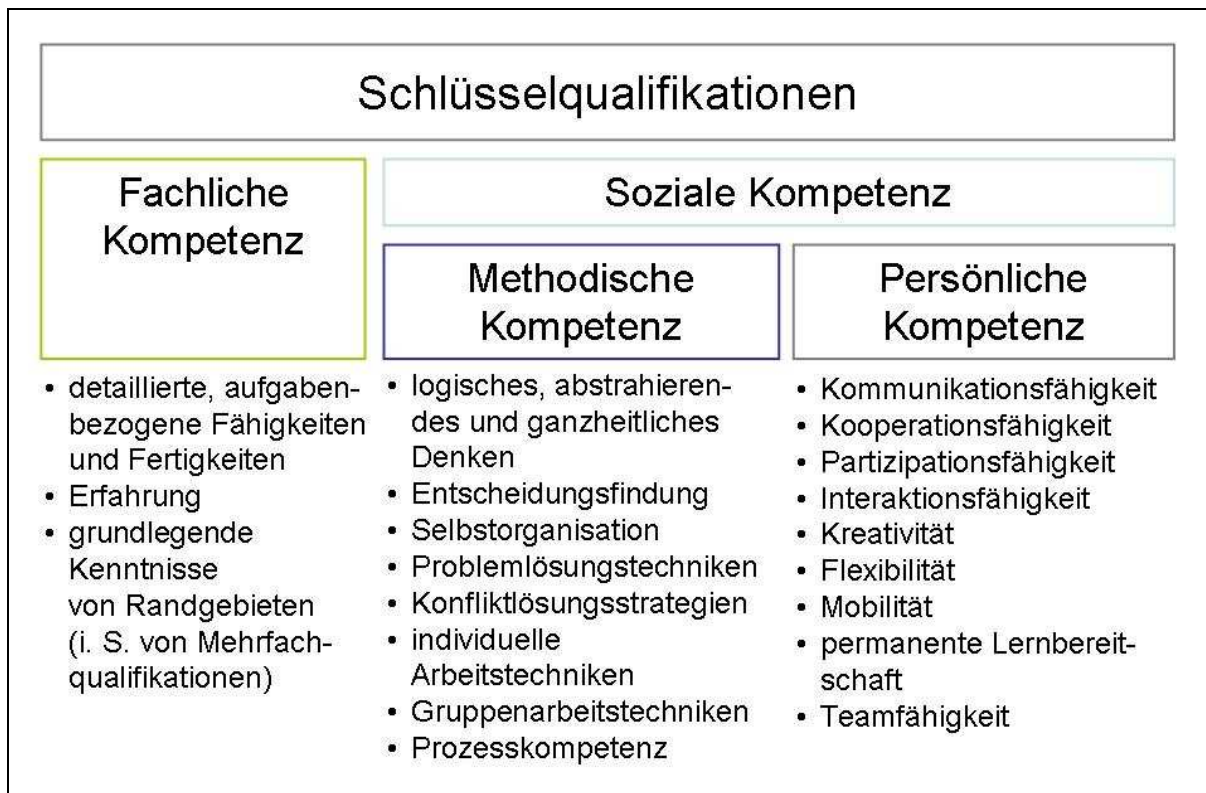 Schlüsselqualifikationen
Fachliche
Kompetenz
Soziale Kompetenz
Methodische
Kompetenz
Persönliche
Kompetenz
• detaillierte, aufgaben-
bezogene Fähigkeiten
und Fertigkeiten
• Erfahrung
• grundlegende
Kenntnisse
von Randgebieten
(i. S. von Mehrfach-
qualifikationen)
• logisches, abstrahieren-
des und ganzheitliches
Denken
• Entscheidungsfindung
• Selbstorganisation
• Problemlösungstechniken
• Konfliktlösungsstrategien
• individuelle
Arbeitstechniken
• Gruppenarbeitstechniken
• Prozesskompetenz
• Kommunikationsfähigkeit
• Kooperationsfähigkeit
• Partizipationsfähigkeit
• Interaktionsfähigkeit
• Kreativität
• Flexibilität
• Mobilität
• permanente Lernbereit-
schaft
• Teamfähigkeit